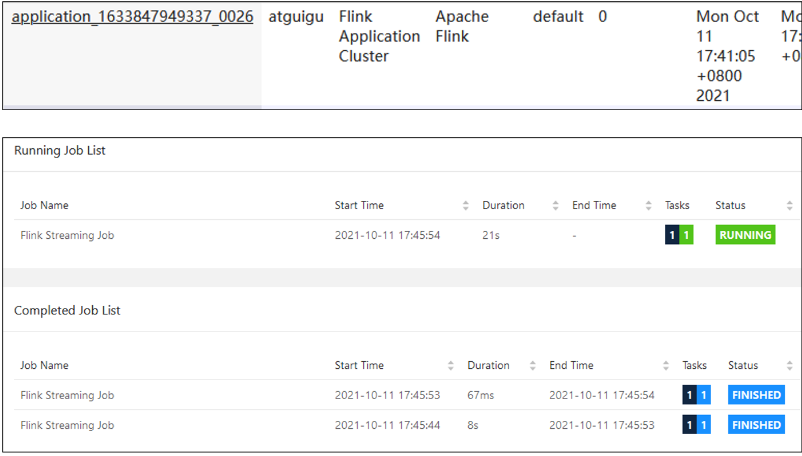 application_1633847949337_0026 atguigu Flink Apache default 0 Mon Oct Mo
Application Flink 11 17:
Cluster 17:41:05 +0
+0800
2021
Running Job List
Job Name Start Time Duration End Time Tasks Status
Flink Streaming Job 2021-10-11 17:45:54 21s - 1 1 RUNNING
Completed Job List
Job Name Start Time Duration End Time Tasks Status
Flink Streaming Job 2021-10-11 17:45:53 67ms 2021-10-11 17:45:54 1 1 FINISHED
Flink Streaming Job 2021-10-11 17:45:44 8s 2021-10-11 17:45:53 1 1 FINISHED